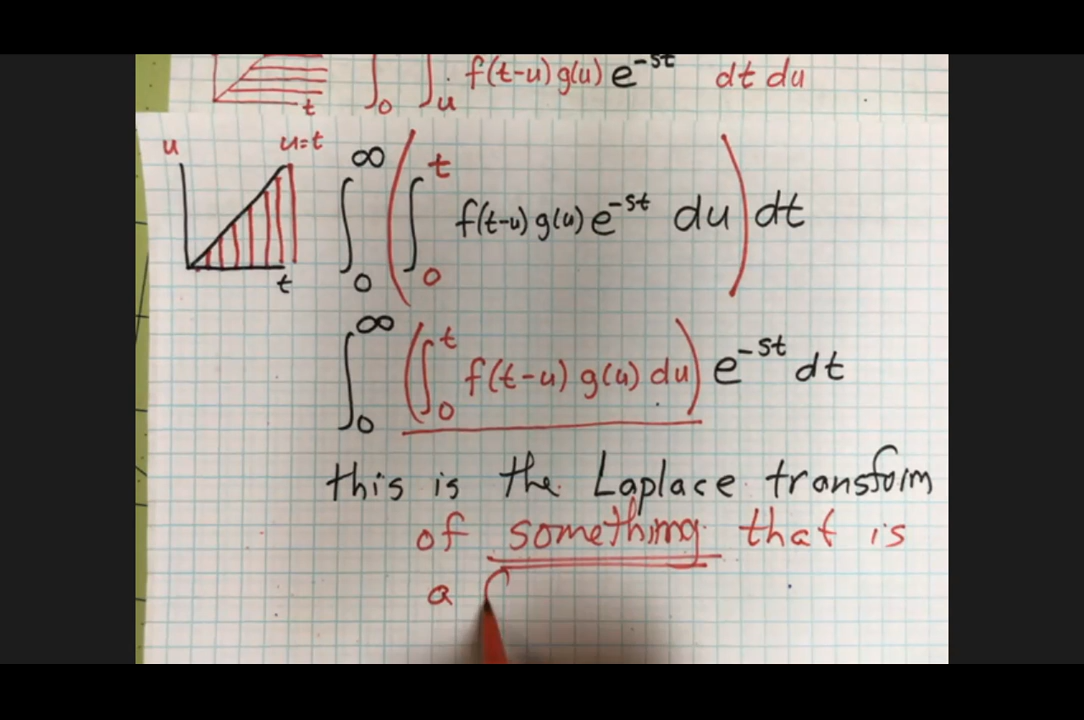 ∫₀ ∫ᵤ f(t-u) g(u) e^-st dt du
t
u
u=t
∫₀^∞ (∫₀^t f(t-u) g(u) e^-st du) dt
t
∫₀^∞ (∫₀^t f(t-u) g(u) du) e^-st dt
this is the Laplace transform
of something that is
a